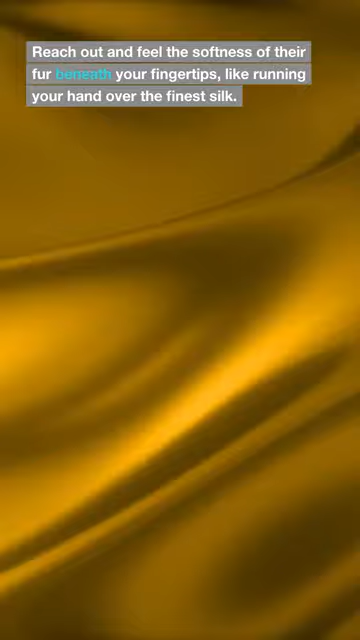 Reach out and feel the softness of their
fur beneath your fingertips, like running
your hand over the finest silk.